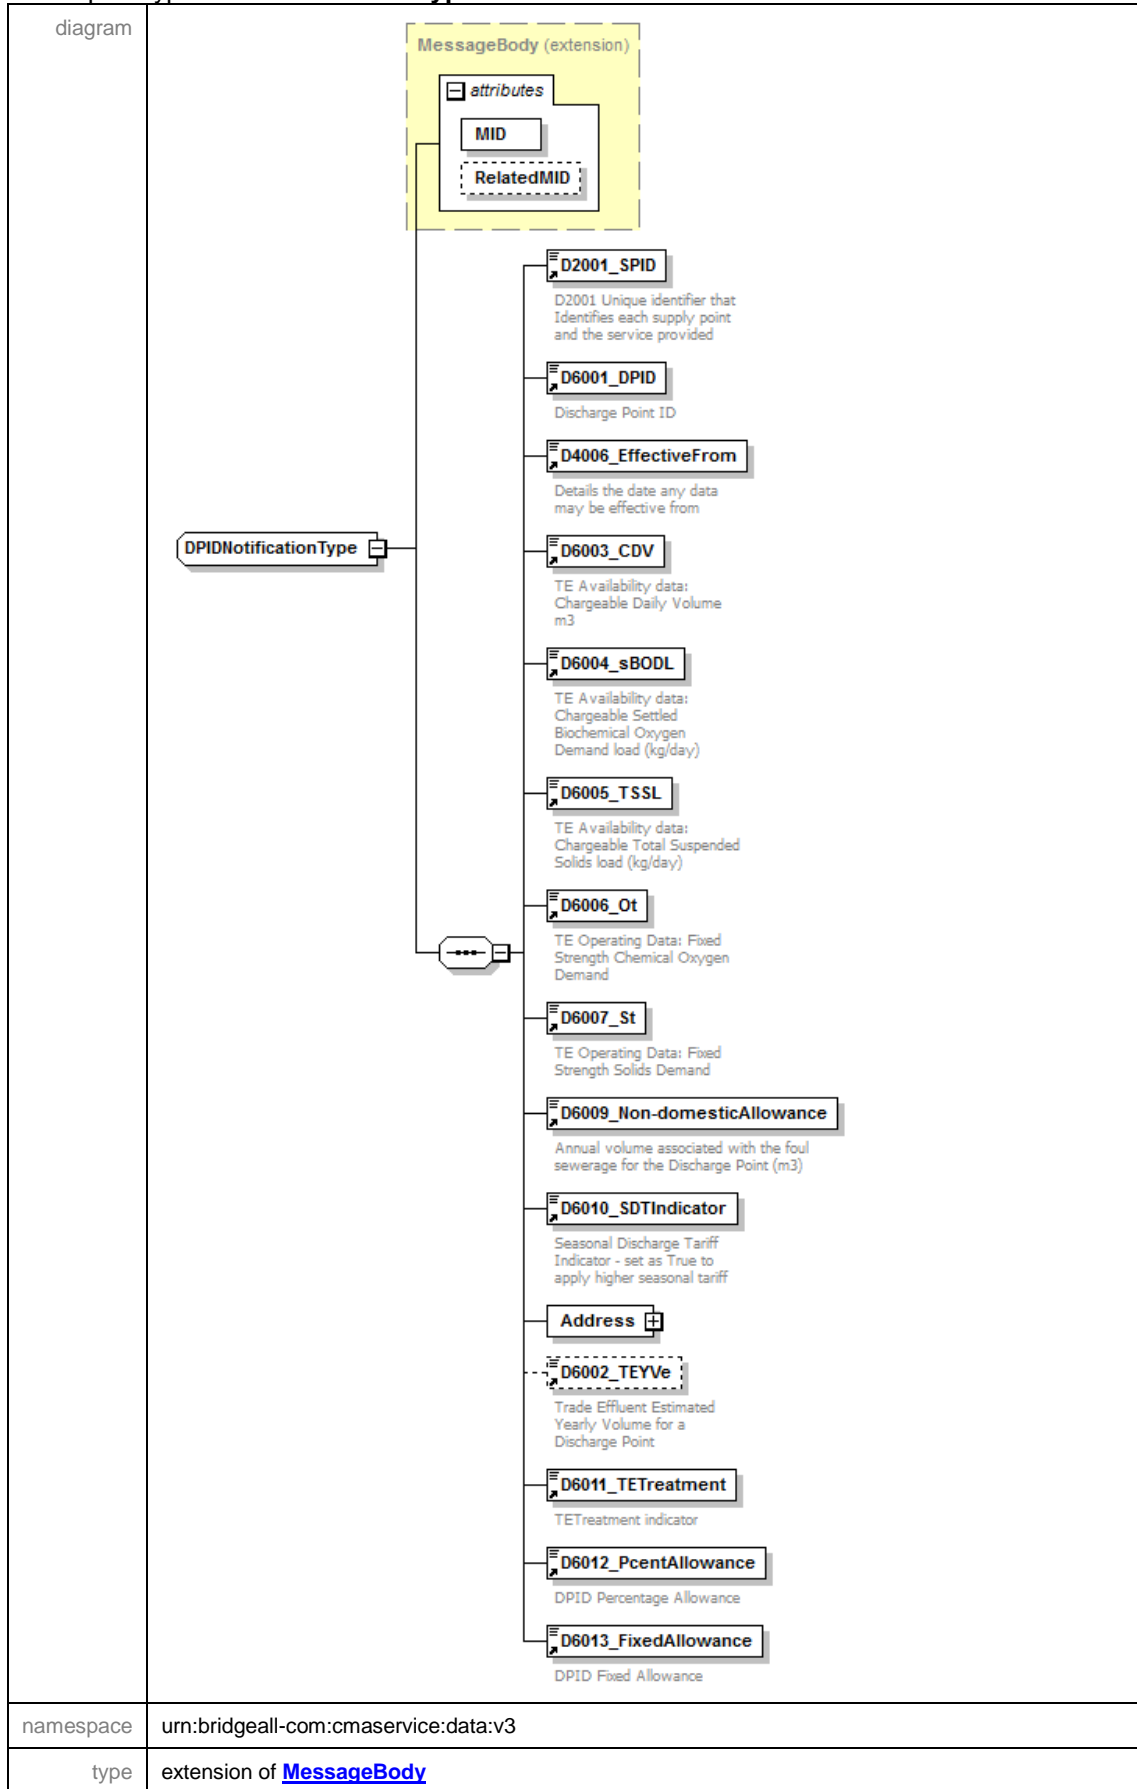 diagram
MessageBody (extension)
attributes
MID
RelatedMID
D2001_SPID
D2001 Unique identifier that
Identifies each supply point
and the service provided
D6001_DPID
Discharge Point ID
D4006_EffectiveFrom
Details the date any data
may be effective from
DPIDNotificationType
D6003_CDV
TE Availability data:
Chargeable Daily Volume
m3
D6004_sBODL
TE Availability data:
Chargeable Settled
Biochemical Oxygen
Demand load (kg/day)
D6005_TSSL
TE Availability data:
Chargeable Total Suspended
Solids load (kg/day)
D6006_Ot
TE Operating Data: Fixed
Strength Chemical Oxygen
Demand
D6007_St
TE Operating Data: Fixed
Strength Solids Demand
D6009_Non-domesticAllowance
Annual volume associated with the foul
sewerage for the Discharge Point (m3)
D6010_SDTIndicator
Seasonal Discharge Tariff
Indicator - set as True to
apply higher seasonal tariff
Address
D6002_TEYVe
Trade Effluent Estimated
Yearly Volume for a
Discharge Point
D6011_TETreatment
TETreatment indicator
D6012_PcentAllowance
DPID Percentage Allowance
D6013_FixedAllowance
DPID Fixed Allowance
namespace urn:bridgeall-com:cmaservice:data:v3
type extension of MessageBody